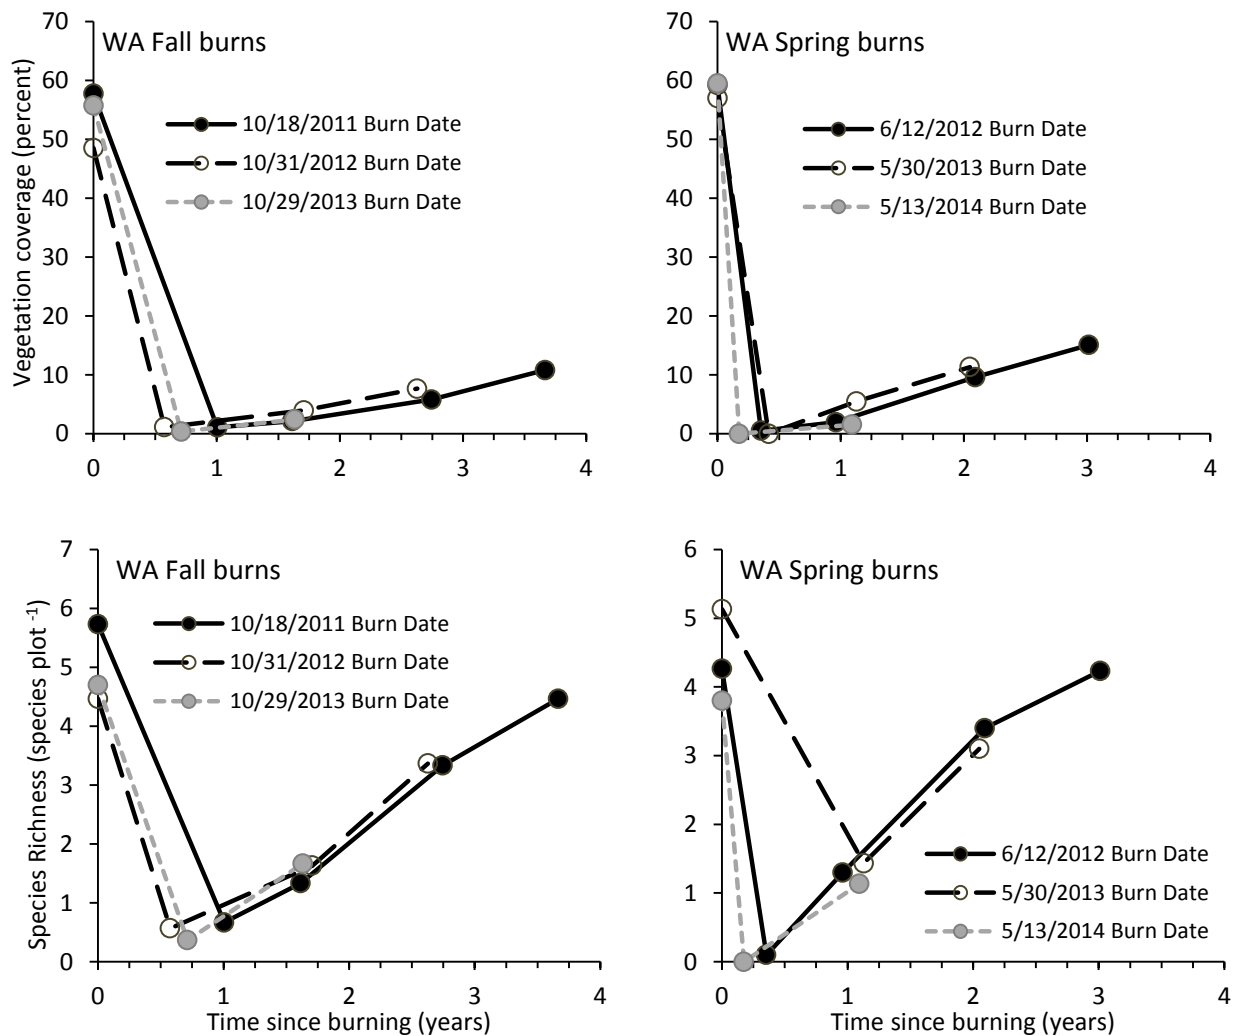 WA Fall burns
Vegetation coverage (percent)
70
60
50
40
30
20
10
0
10/18/2011 Burn Date
10/31/2012 Burn Date
10/29/2013 Burn Date
0 1 2 3 4
WA Spring burns
70
60
50
40
30
20
10
0
6/12/2012 Burn Date
5/30/2013 Burn Date
5/13/2014 Burn Date
0 1 2 3 4
WA Fall burns
Species Richness (species plot ⁻¹)
7
6
5
4
3
2
1
0
10/18/2011 Burn Date
10/31/2012 Burn Date
10/29/2013 Burn Date
0 1 2 3 4
Time since burning (years)
WA Spring burns
6
5
4
3
2
1
0
6/12/2012 Burn Date
5/30/2013 Burn Date
5/13/2014 Burn Date
0 1 2 3 4
Time since burning (years)